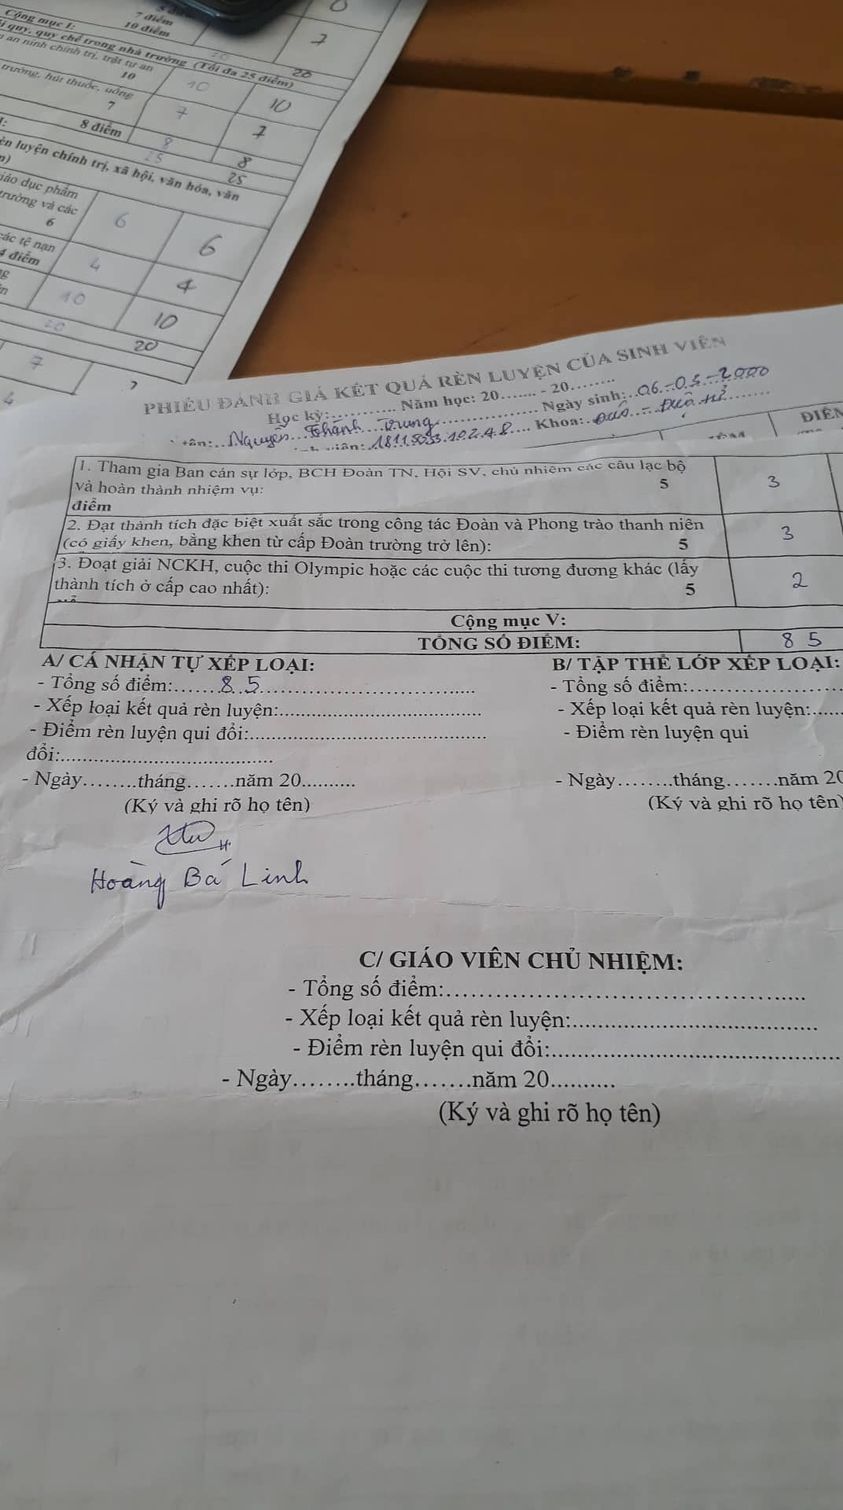 Cộng mục I: 10 điểm
7 điểm
quy, quy chế trong nhà trường (Tối đa 25 điểm)
an ninh chính trị, trật tự an
10 10 10
trường, hút thuốc, uống
7 7 7
8 điểm 8 8
25 25
rèn luyện chính trị, xã hội, văn hóa, văn
giáo dục phẩm
trường và các
6 6 6
các tệ nạn
4 điểm 4 4
10 10
20 20
7 7
PHIẾU ĐÁNH GIÁ KẾT QUẢ RÈN LUYỆN CỦA SINH VIÊN
Học kỳ:........... Năm học: 20....... - 20........
tên: Nguyễn Thành Trung Ngày sinh: 06-05-2000
Khoa:
1. Tham gia Ban cán sự lớp, BCH Đoàn TN, Hội SV, chủ nhiệm các câu lạc bộ
và hoàn thành nhiệm vụ: 5 3
điểm
2. Đạt thành tích đặc biệt xuất sắc trong công tác Đoàn và Phong trào thanh niên
(có giấy khen, bằng khen từ cấp Đoàn trường trở lên): 5 3
3. Đoạt giải NCKH, cuộc thi Olympic hoặc các cuộc thi tương đương khác (lấy
thành tích ở cấp cao nhất): 5 2
Cộng mục V:
TỔNG SỐ ĐIỂM: 85
A/ CÁ NHẬN TỰ XẾP LOẠI: B/ TẬP THỂ LỚP XẾP LOẠI:
- Tổng số điểm:......85...... - Tổng số điểm:......
- Xếp loại kết quả rèn luyện:...... - Xếp loại kết quả rèn luyện:......
- Điểm rèn luyện qui đổi:...... - Điểm rèn luyện qui
đổi:......
- Ngày........tháng.......năm 20.......... - Ngày........tháng.......năm 20
(Ký và ghi rõ họ tên) (Ký và ghi rõ họ tên)
Hoàng Bá Linh
C/ GIÁO VIÊN CHỦ NHIỆM:
- Tổng số điểm:......
- Xếp loại kết quả rèn luyện:......
- Điểm rèn luyện qui đổi:......
- Ngày........tháng.......năm 20..........
(Ký và ghi rõ họ tên)